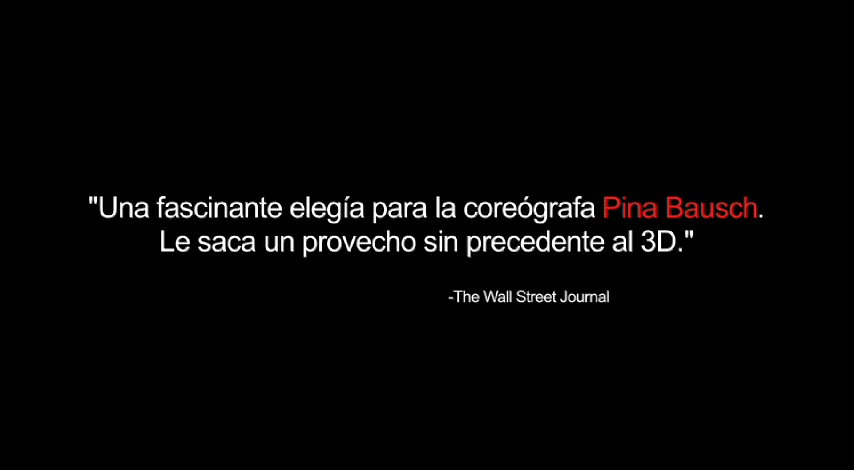 "Una fascinante elegía para la coreógrafa Pina Bausch.
Le saca un provecho sin precedente al 3D."
-The Wall Street Journal